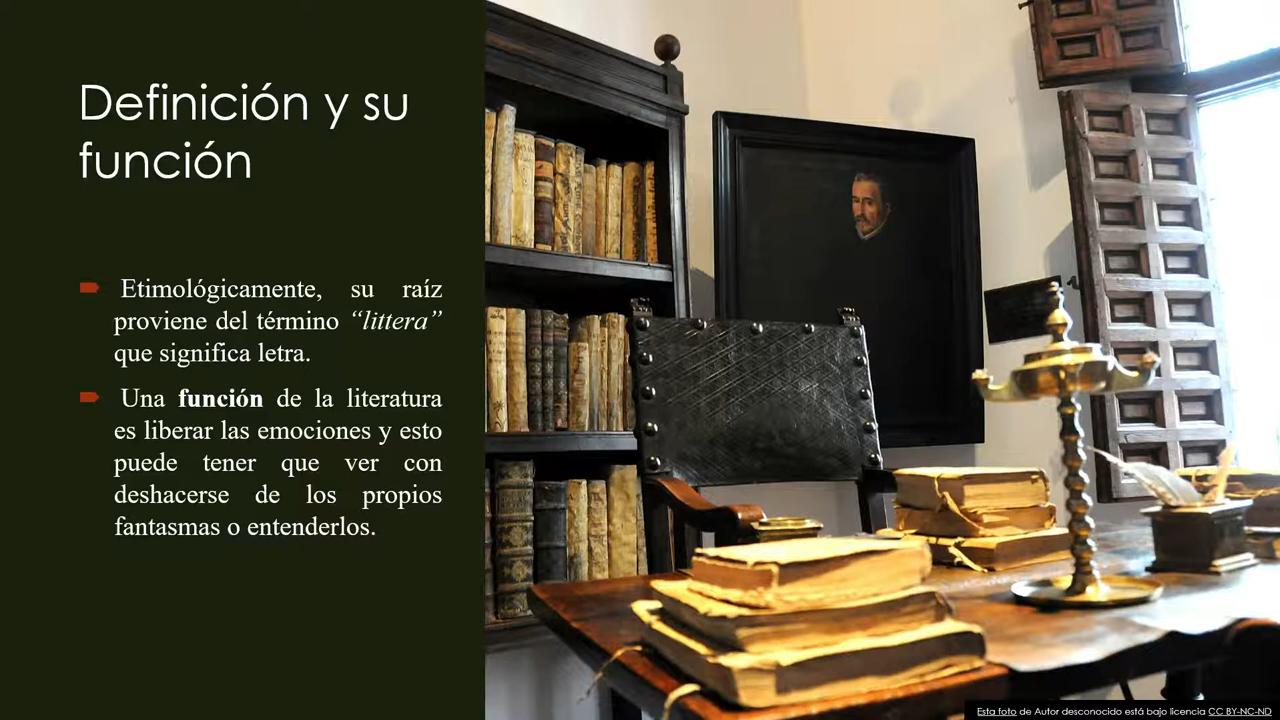 Definición y su
función
Etimológicamente, su raíz
proviene del término “littera”
que significa letra.
Una función de la literatura
es liberar las emociones y esto
puede tener que ver con
deshacerse de los propios
fantasmas o entenderlos.
Esta foto de Autor desconocido está bajo licencia CC BY-NC-ND